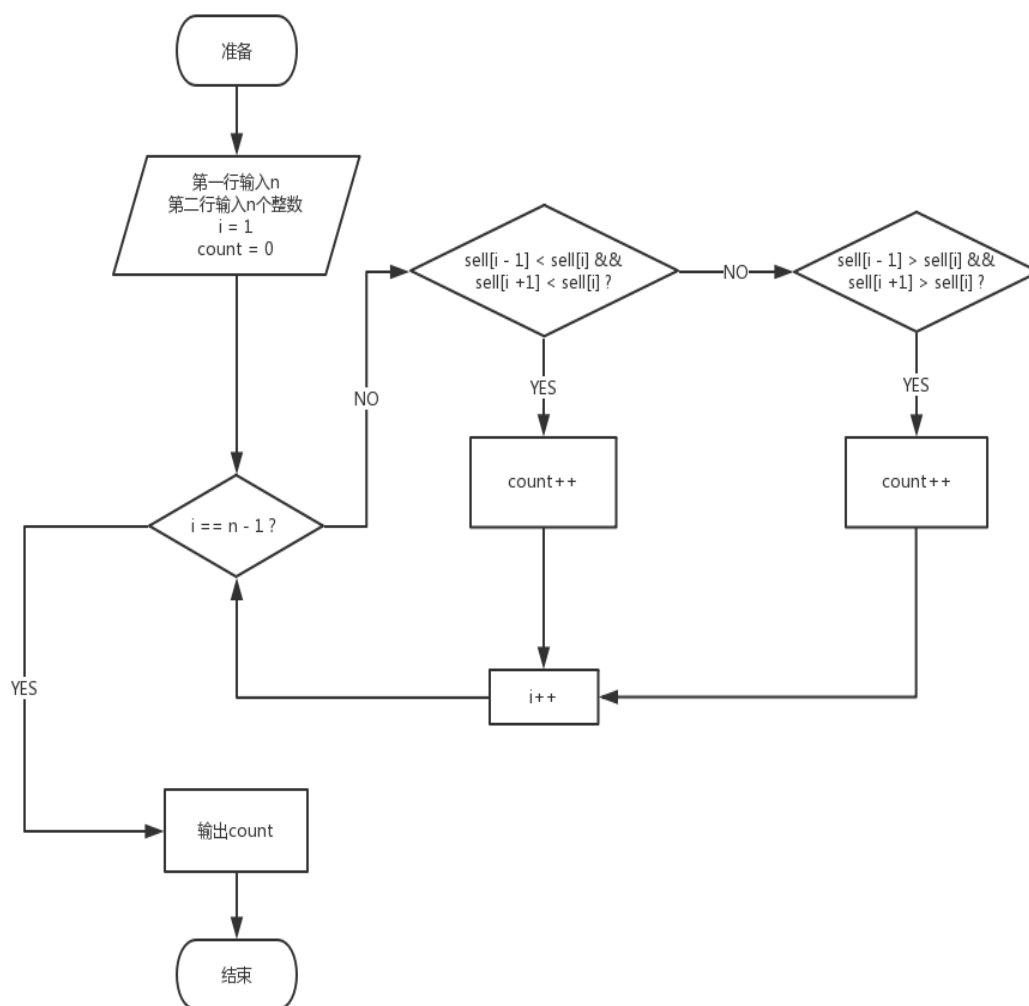 准备
第一行输入n
第二行输入n个整数
i = 1
count = 0
sell[i - 1] < sell[i] &&
sell[i +1] < sell[i] ?
NO
sell[i - 1] > sell[i] &&
sell[i +1] > sell[i] ?
YES
YES
NO
count++
count++
i == n - 1 ?
YES
i++
输出count
结束